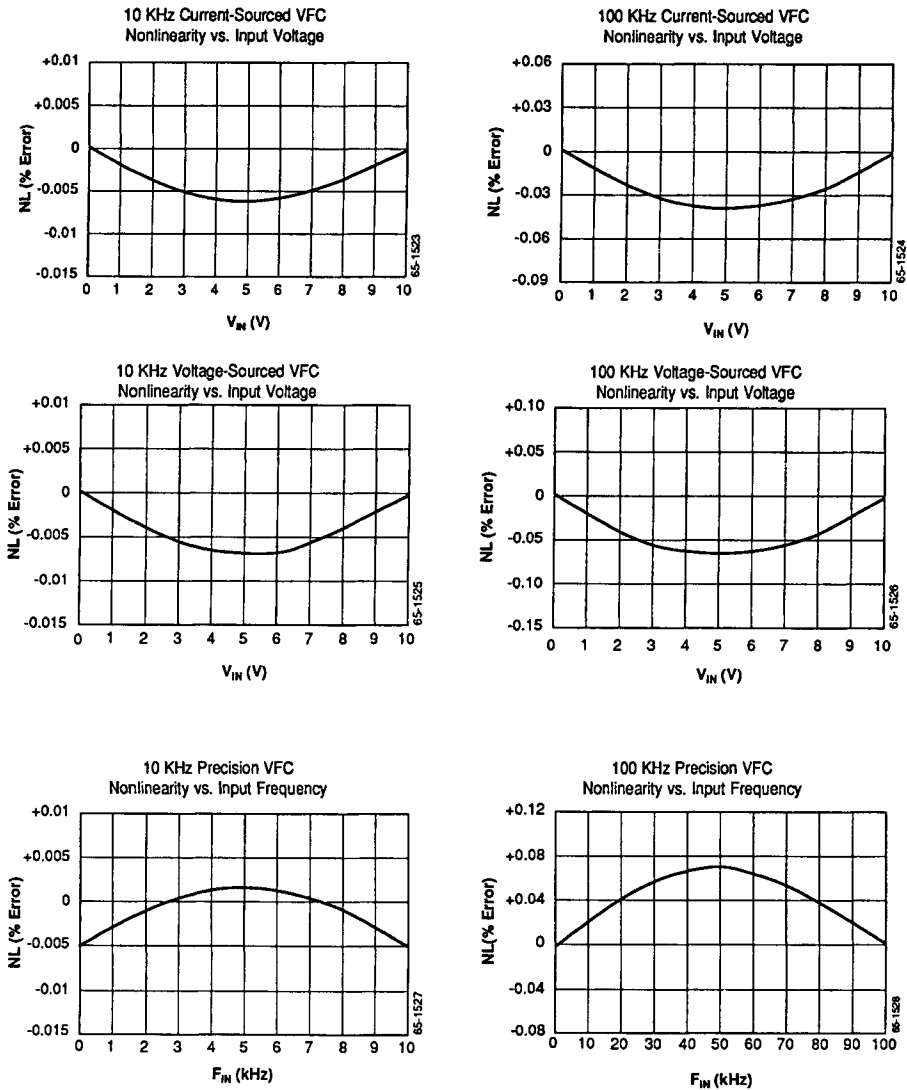 10 KHz Current-Sourced VFC
Nonlinearity vs. Input Voltage
+0.01
+0.005
0
-0.005
-0.01
-0.015
NL (% Error)
0 1 2 3 4 5 6 7 8 9 10
V_IN (V)
65-1523
100 KHz Current-Sourced VFC
Nonlinearity vs. Input Voltage
+0.06
+0.03
0
-0.03
-0.06
-0.09
NL (% Error)
0 1 2 3 4 5 6 7 8 9 10
V_IN (V)
65-1524
10 KHz Voltage-Sourced VFC
Nonlinearity vs. Input Voltage
+0.01
+0.005
0
-0.005
-0.01
-0.015
NL (% Error)
0 1 2 3 4 5 6 7 8 9 10
V_IN (V)
65-1525
100 KHz Voltage-Sourced VFC
Nonlinearity vs. Input Voltage
+0.10
+0.05
0
-0.05
-0.10
-0.15
NL (% Error)
0 1 2 3 4 5 6 7 8 9 10
V_IN (V)
65-1526
10 KHz Precision VFC
Nonlinearity vs. Input Frequency
+0.01
+0.005
0
-0.005
-0.01
-0.015
NL (% Error)
0 1 2 3 4 5 6 7 8 9 10
F_IN (kHz)
65-1527
100 KHz Precision VFC
Nonlinearity vs. Input Frequency
+0.12
+0.08
+0.04
0
-0.04
-0.08
NL(% Error)
0 10 20 30 40 50 60 70 80 90 100
F_IN (kHz)
65-1528